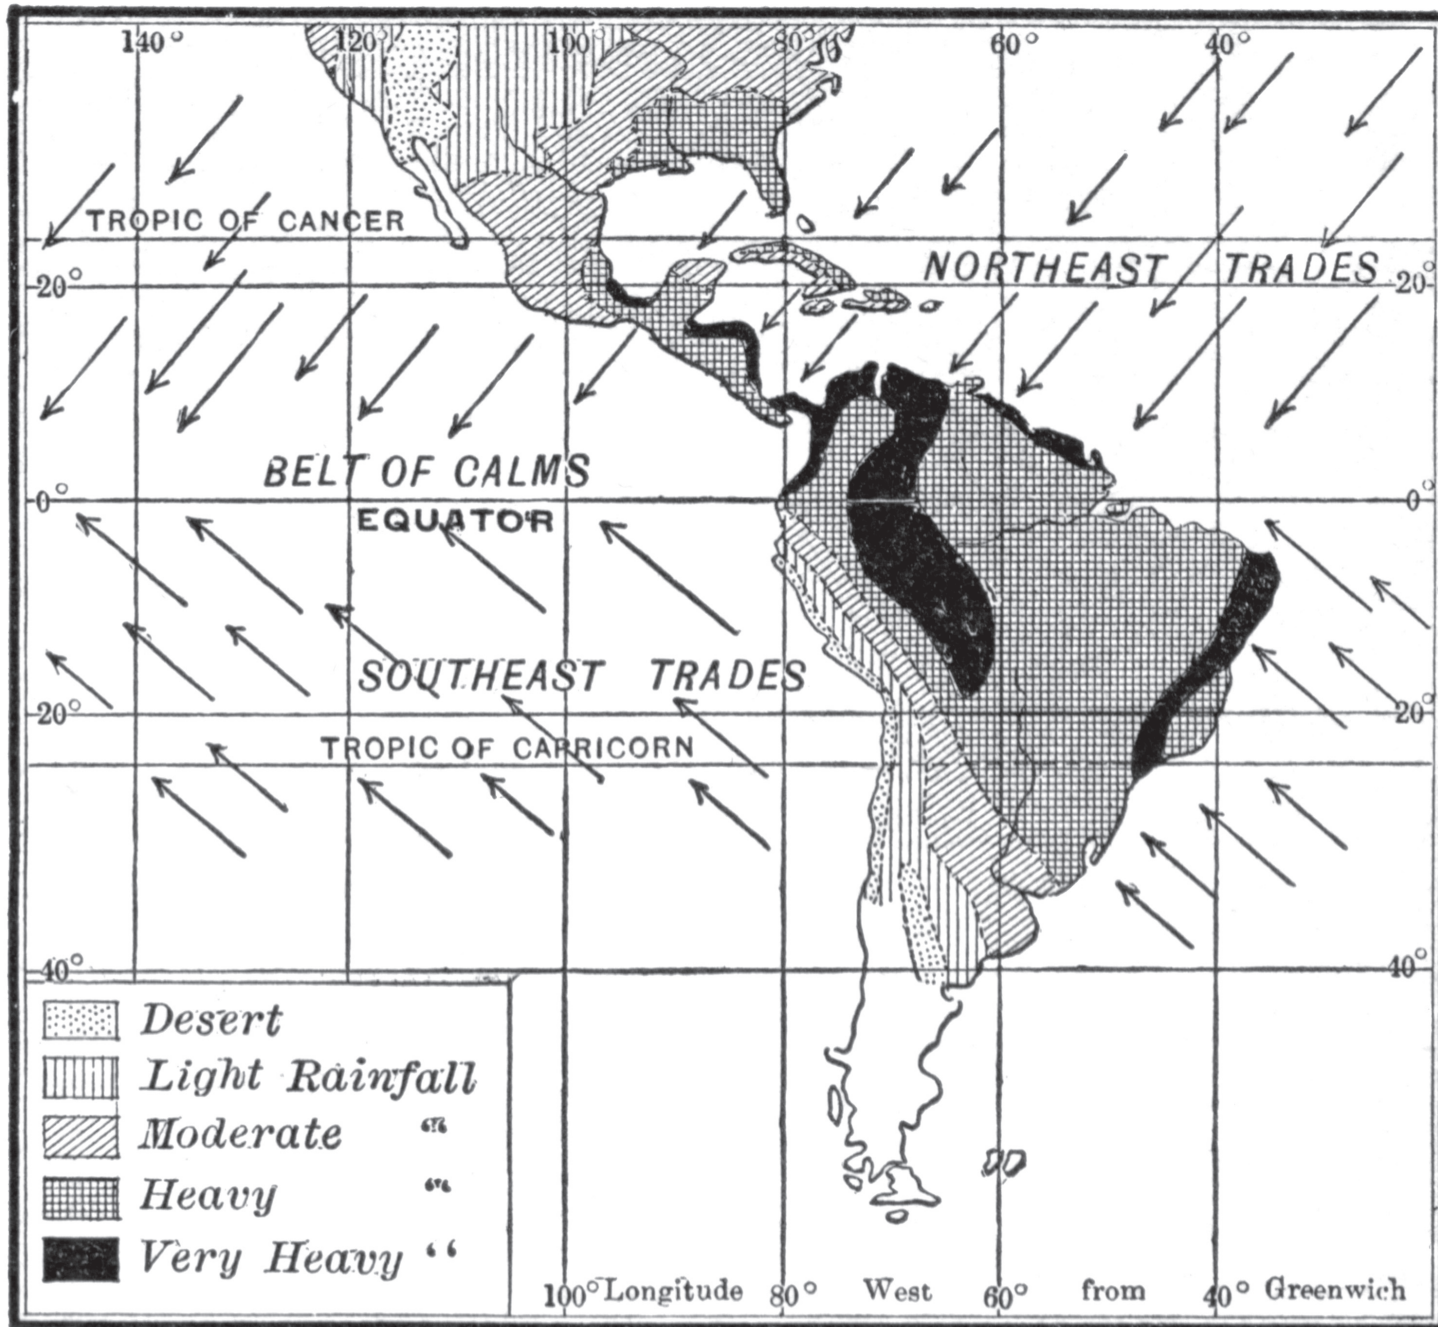 140° 120° 100° 80° 60° 40°
TROPIC OF CANCER
NORTHEAST TRADES
20° 20°
BELT OF CALMS
0° 0°
EQUATOR
SOUTHEAST TRADES
20° 20°
TROPIC OF CAPRICORN
40° 40°
Desert
Light Rainfall
Moderate "
Heavy "
Very Heavy "
100° Longitude 80° West 60° from 40° Greenwich